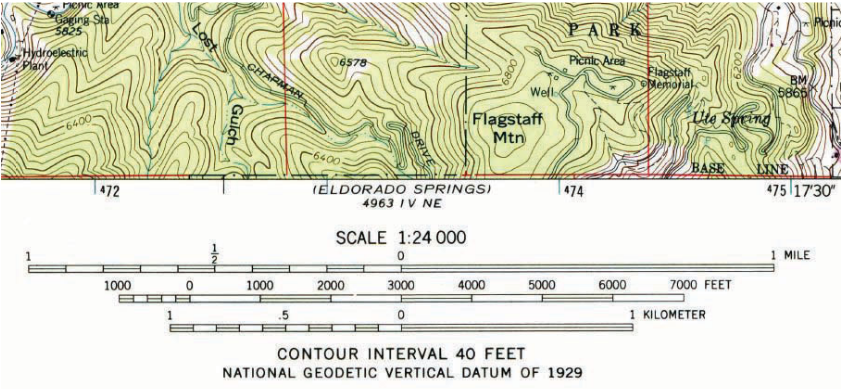 Picnic Area
Gaging Sta
5825
Hydroelectric
Plant
Lost
Gulch
CHAPMAN
DRIVE
6578
6400
6400
PARK
6800
Picnic Area
Well
Flagstaff
Memorial
Flagstaff
Mtn
6200
Picnic
BM
5865
Ute Spring
BASE LINE
472
(ELDORADO SPRINGS)
4963 IV NE
474
475 17'30"
SCALE 1:24 000
1 1/2 0 1 MILE
1000 0 1000 2000 3000 4000 5000 6000 7000 FEET
1 .5 0 1 KILOMETER
CONTOUR INTERVAL 40 FEET
NATIONAL GEODETIC VERTICAL DATUM OF 1929